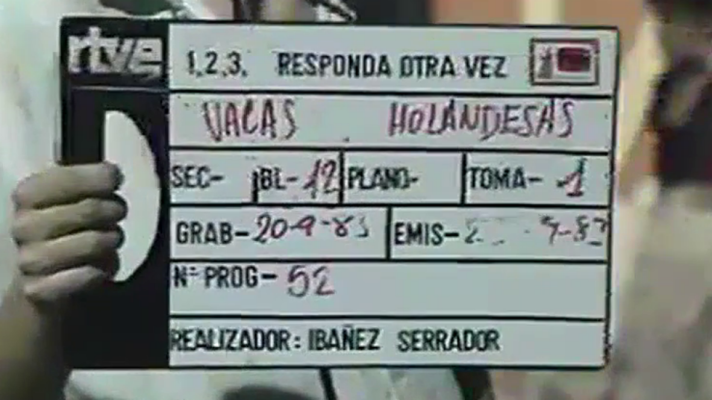 rtve
1,2,3, RESPONDA OTRA VEZ
VACAS HOLANDESAS
SEC- BL-12 PLANO- TOMA-1
GRAB-20-9-83 EMIS-
Nº PROG-52
REALIZADOR: IBAÑEZ SERRADOR